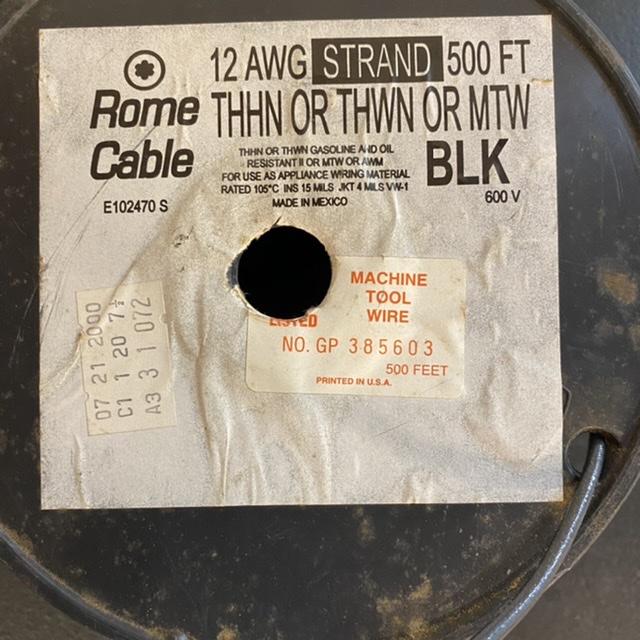 12 AWG STRAND 500 FT
Rome Cable
THHN OR THWN OR MTW
THHN OR THWN GASOLINE AND OIL
RESISTANT II OR MTW OR AWM
FOR USE AS APPLIANCE WIRING MATERIAL
RATED 105°C INS 15 MILS JKT 4 MILS VW-1
MADE IN MEXICO
BLK
600 V
E102470 S
MACHINE
TOOL
WIRE
LISTED
NO. GP 385603
500 FEET
PRINTED IN U.S.A.
07 21 2000
C1 1 20 7½
A3 3 1 072